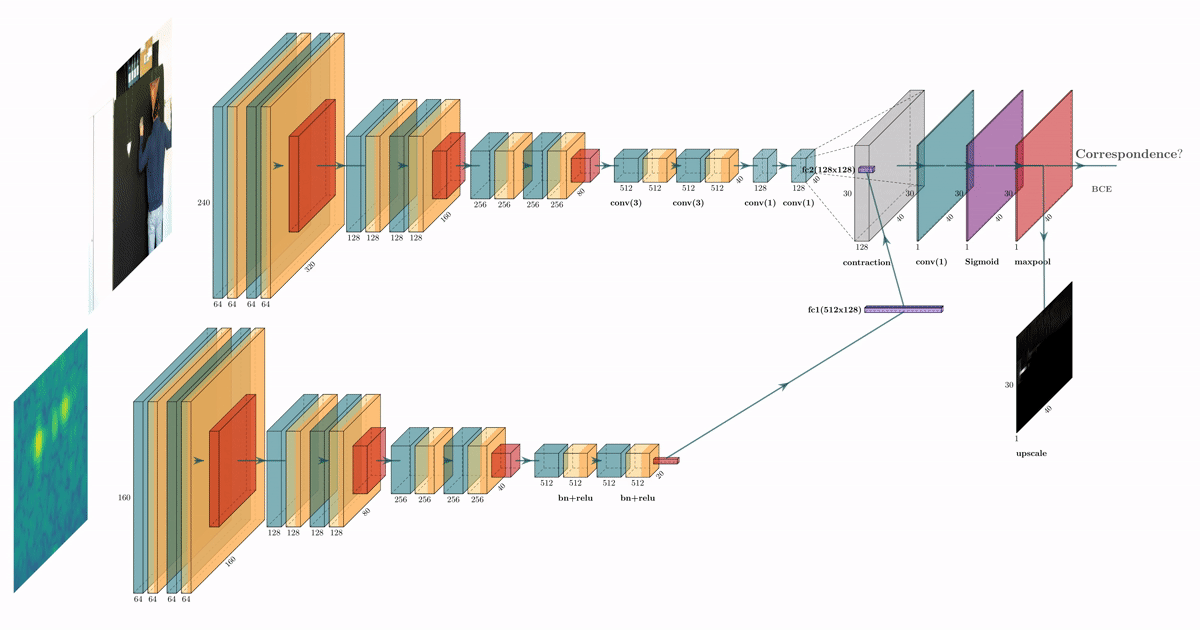 240
64 64 64 64
320
128 128 128 128
160
256 256 256 256
80
512 512 512 512
40
128 128
40
conv(3) conv(3) conv(1) conv(1)
fc2(128x128)
30
40
128
contraction
30
40
1
conv(1)
30
40
1
Sigmoid
30
40
1
maxpool
Correspondence?
BCE
fc1(512x128)
30
40
1
upscale
160
64 64 64 64
160
128 128 128 128
80
256 256 256 256
40
512 512 512 512
20
bn+relu bn+relu